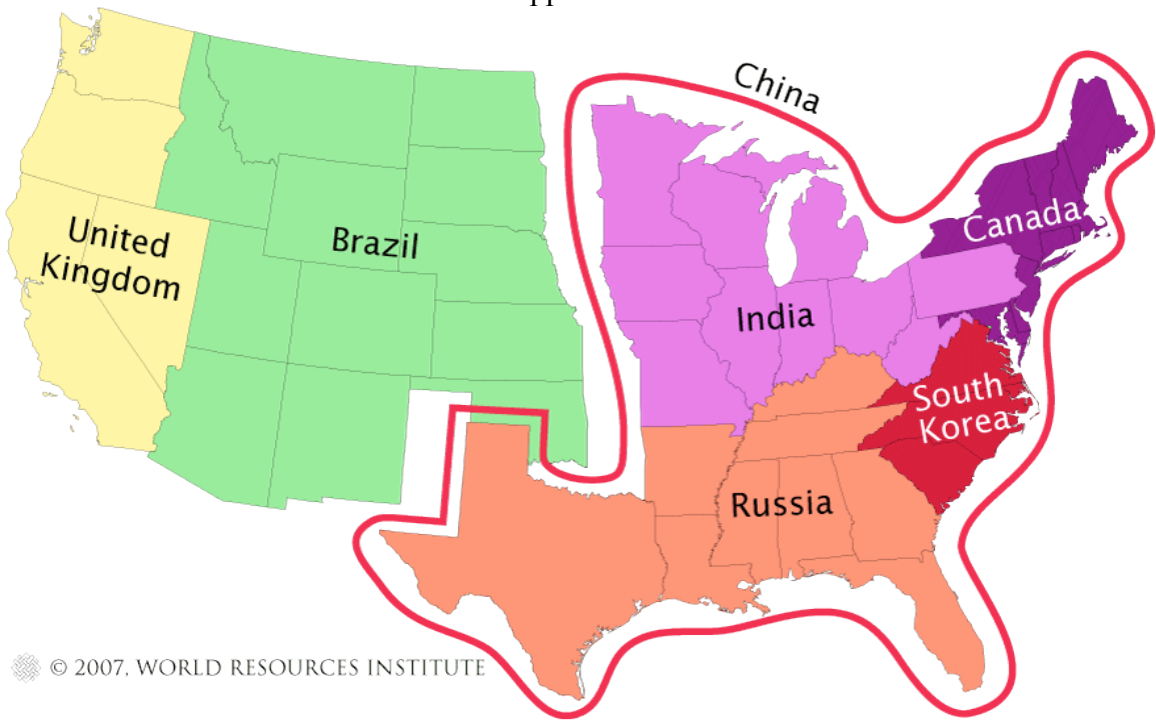 China
Canada
United
Kingdom
Brazil
India
South
Korea
Russia
© 2007, WORLD RESOURCES INSTITUTE